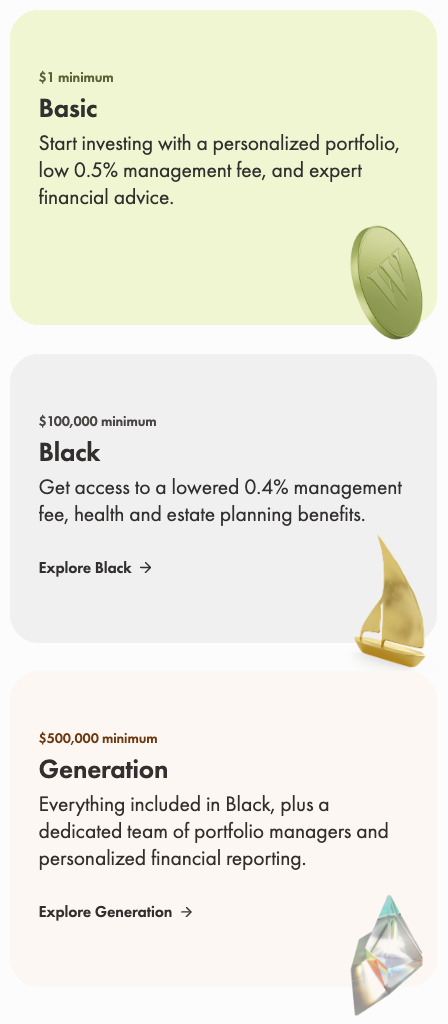 $1 minimum
Basic
Start investing with a personalized portfolio,
low 0.5% management fee, and expert
financial advice.
W
$100,000 minimum
Black
Get access to a lowered 0.4% management
fee, health and estate planning benefits.
Explore Black →
$500,000 minimum
Generation
Everything included in Black, plus a
dedicated team of portfolio managers and
personalized financial reporting.
Explore Generation →